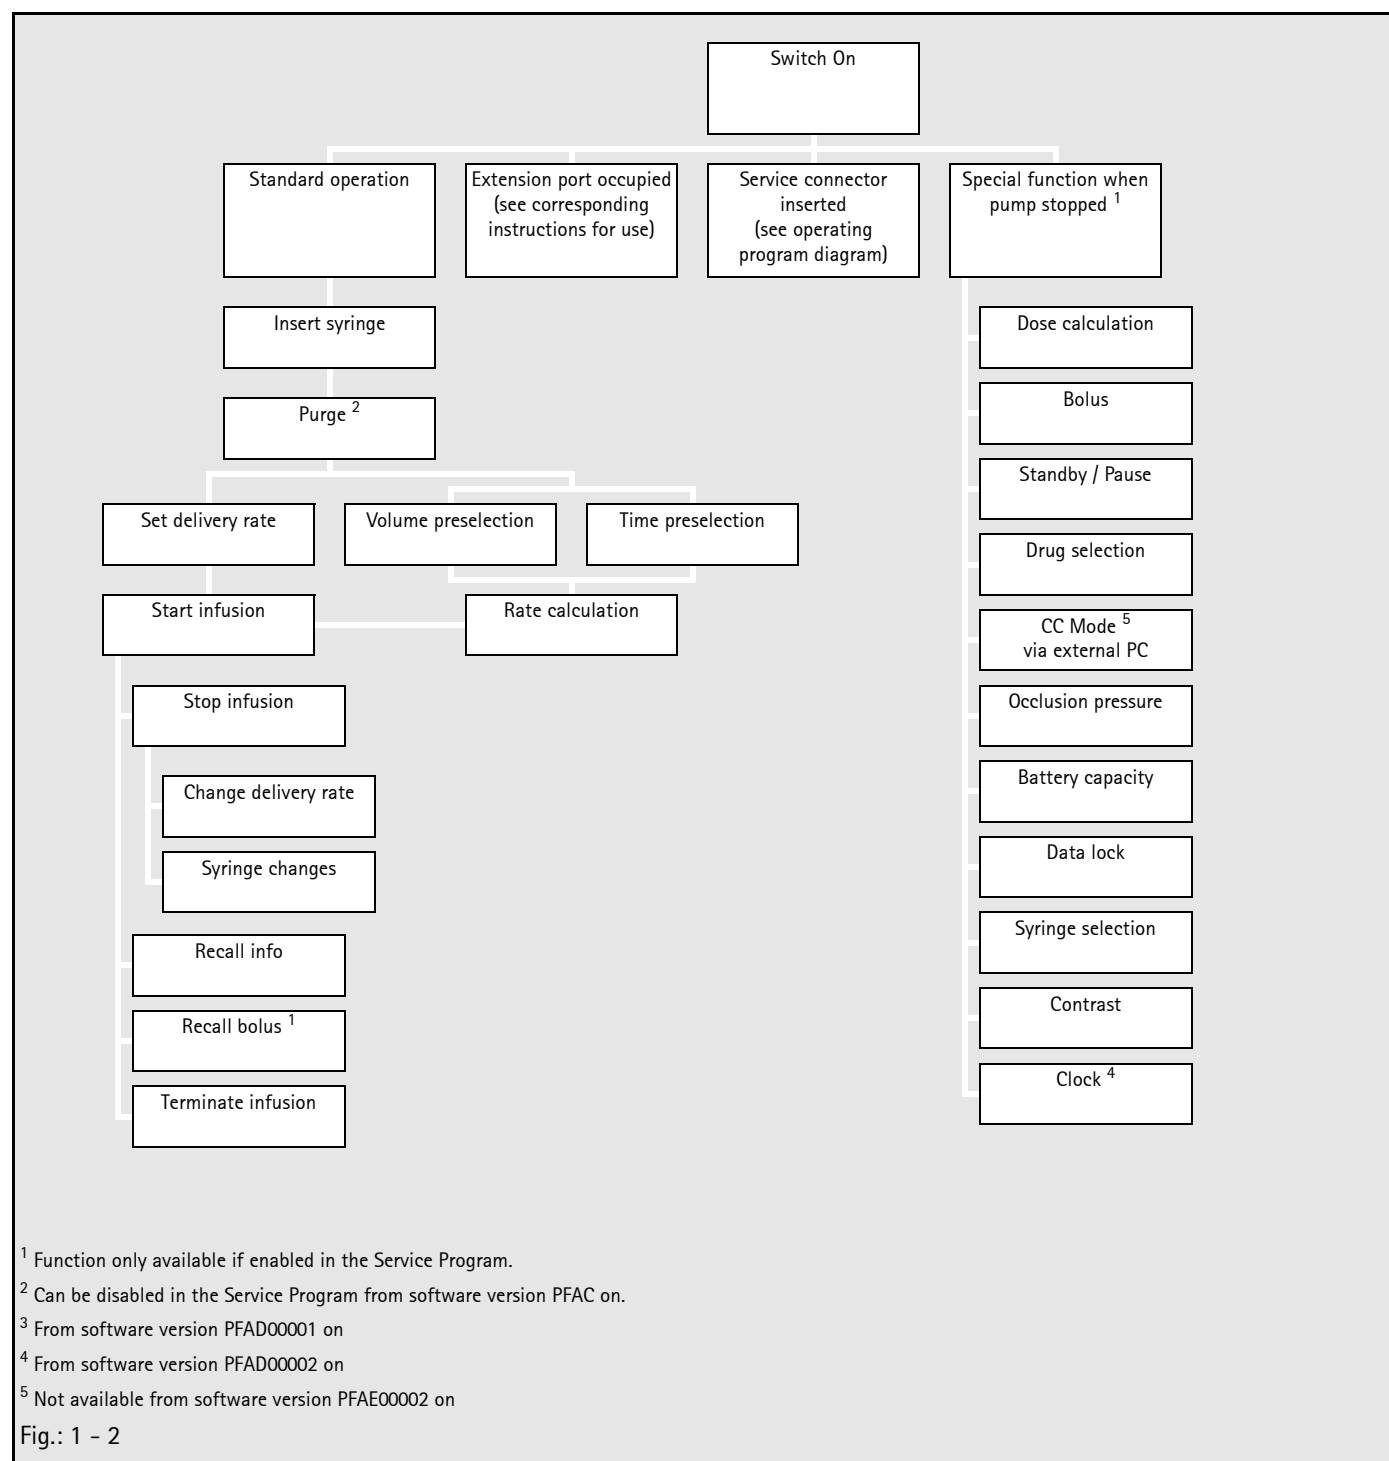 Switch On
Standard operation
Extension port occupied
(see corresponding
instructions for use)
Service connector
inserted
(see operating
program diagram)
Special function when
pump stopped 1
Insert syringe
Purge 2
Set delivery rate
Volume preselection
Time preselection
Start infusion
Rate calculation
Stop infusion
Change delivery rate
Syringe changes
Recall info
Recall bolus 1
Terminate infusion
Dose calculation
Bolus
Standby / Pause
Drug selection
CC Mode 5
via external PC
Occlusion pressure
Battery capacity
Data lock
Syringe selection
Contrast
Clock 4
1 Function only available if enabled in the Service Program.
2 Can be disabled in the Service Program from software version PFAC on.
3 From software version PFAD00001 on
4 From software version PFAD00002 on
5 Not available from software version PFAE00002 on
Fig.: 1 - 2